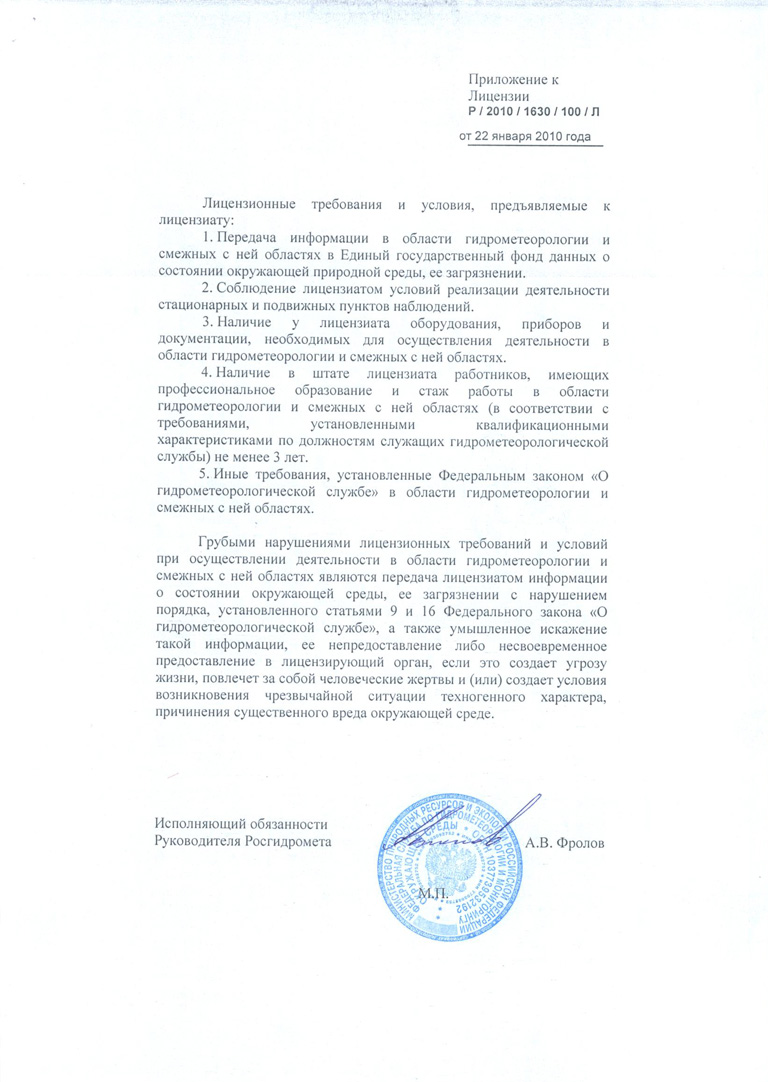 Приложение к
Лицензии
Р / 2010 / 1630 / 100 / Л
от 22 января 2010 года
Лицензионные требования и условия, предъявляемые к
лицензиату:
1. Передача информации в области гидрометеорологии и
смежных с ней областях в Единый государственный фонд данных о
состоянии окружающей природной среды, ее загрязнении.
2. Соблюдение лицензиатом условий реализации деятельности
стационарных и подвижных пунктов наблюдений.
3. Наличие у лицензиата оборудования, приборов и
документации, необходимых для осуществления деятельности в
области гидрометеорологии и смежных с ней областях.
4. Наличие в штате лицензиата работников, имеющих
профессиональное образование и стаж работы в области
гидрометеорологии и смежных с ней областях (в соответствии с
требованиями, установленными квалификационными
характеристиками по должностям служащих гидрометеорологической
службы) не менее 3 лет.
5. Иные требования, установленные Федеральным законом «О
гидрометеорологической службе» в области гидрометеорологии и
смежных с ней областях.
Грубыми нарушениями лицензионных требований и условий
при осуществлении деятельности в области гидрометеорологии и
смежных с ней областях являются передача лицензиатом информации
о состоянии окружающей среды, ее загрязнении с нарушением
порядка, установленного статьями 9 и 16 Федерального закона «О
гидрометеорологической службе», а также умышленное искажение
такой информации, ее непредоставление либо несвоевременное
предоставление в лицензирующий орган, если это создает угрозу
жизни, повлечет за собой человеческие жертвы и (или) создает условия
возникновения чрезвычайной ситуации техногенного характера,
причинения существенного вреда окружающей среде.
Исполняющий обязанности
Руководителя Росгидромета
А.В. Фролов
М.П.
МИНИСТЕРСТВО ПРИРОДНЫХ РЕСУРСОВ И ЭКОЛОГИИ РОССИЙСКОЙ ФЕДЕРАЦИИ
ФЕДЕРАЛЬНАЯ СЛУЖБА ПО ГИДРОМЕТЕОРОЛОГИИ И МОНИТОРИНГУ
ОКРУЖАЮЩЕЙ СРЕДЫ